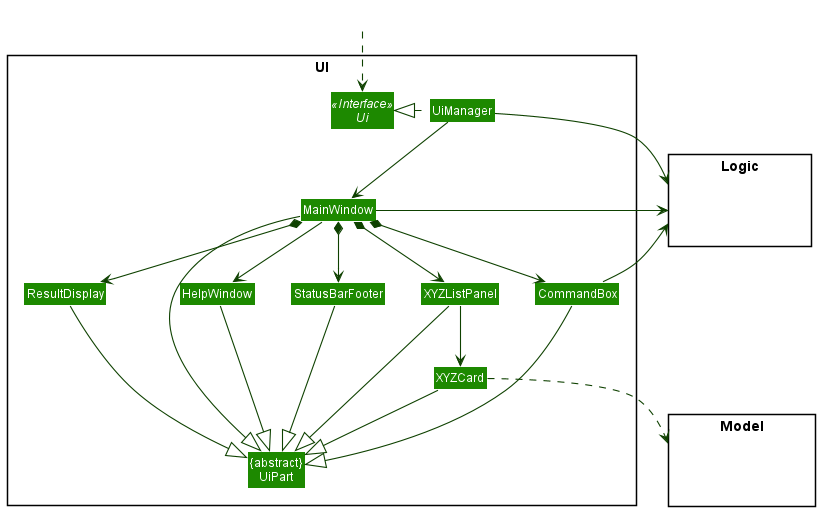 UI
«Interface»
Ui
UiManager
Logic
MainWindow
ResultDisplay
HelpWindow
StatusBarFooter
XYZListPanel
CommandBox
XYZCard
Model
{abstract}
UiPart